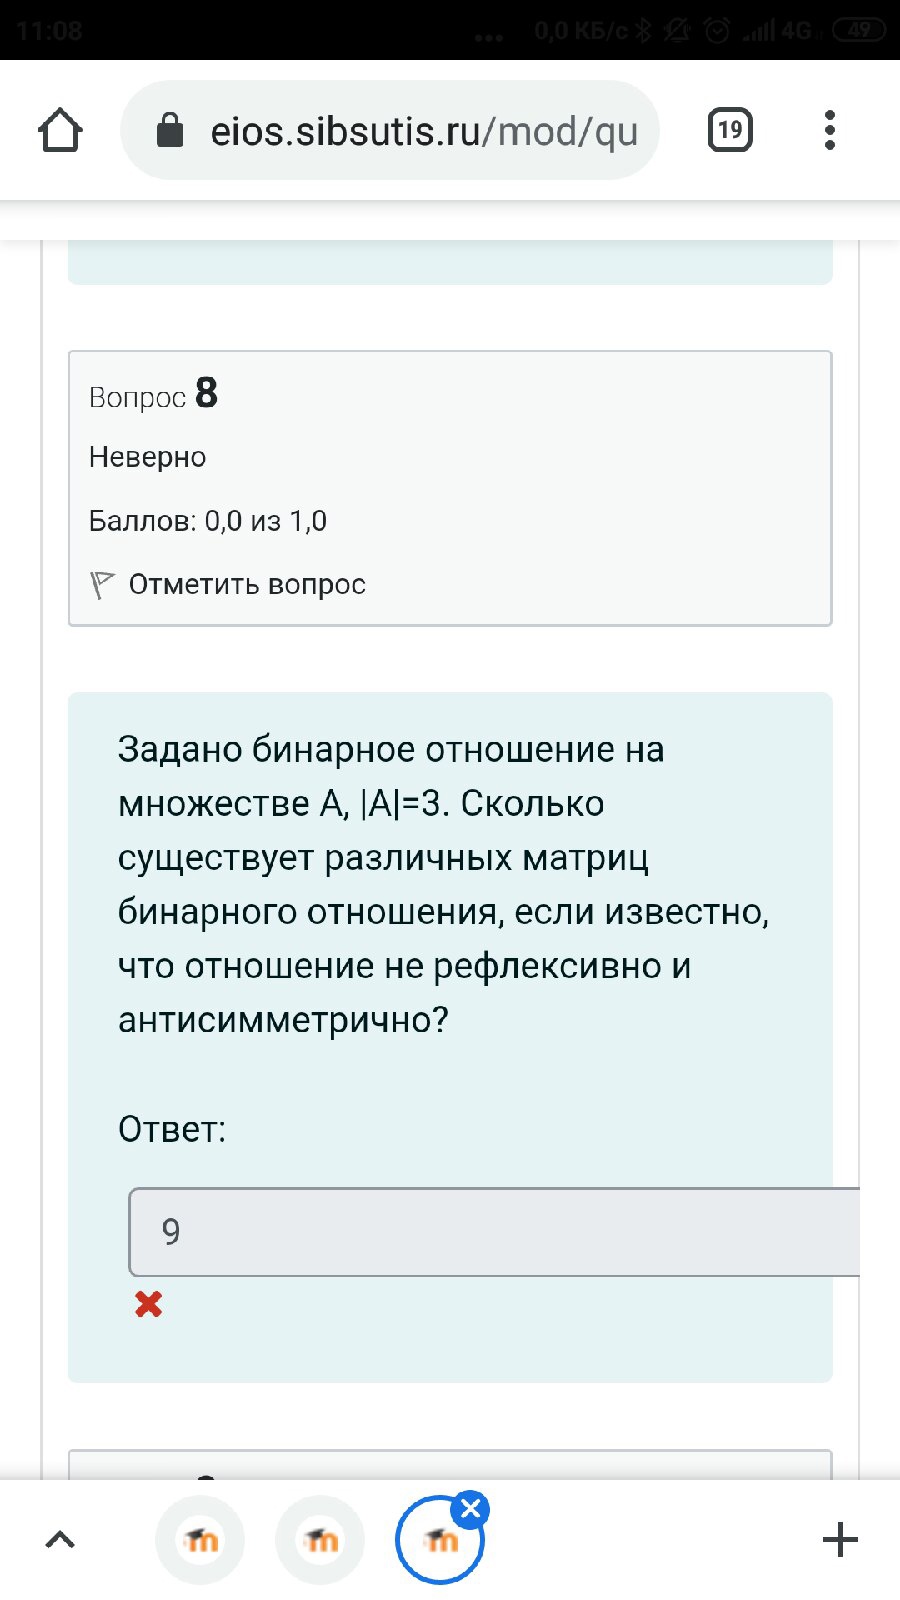 11:08
... 0,0 КБ/с 4G 49
eios.sibsutis.ru/mod/qu
19
Вопрос 8
Неверно
Баллов: 0,0 из 1,0
Отметить вопрос
Задано бинарное отношение на
множестве А, |A|=3. Сколько
существует различных матриц
бинарного отношения, если известно,
что отношение не рефлексивно и
антисимметрично?
Ответ:
9
m m m